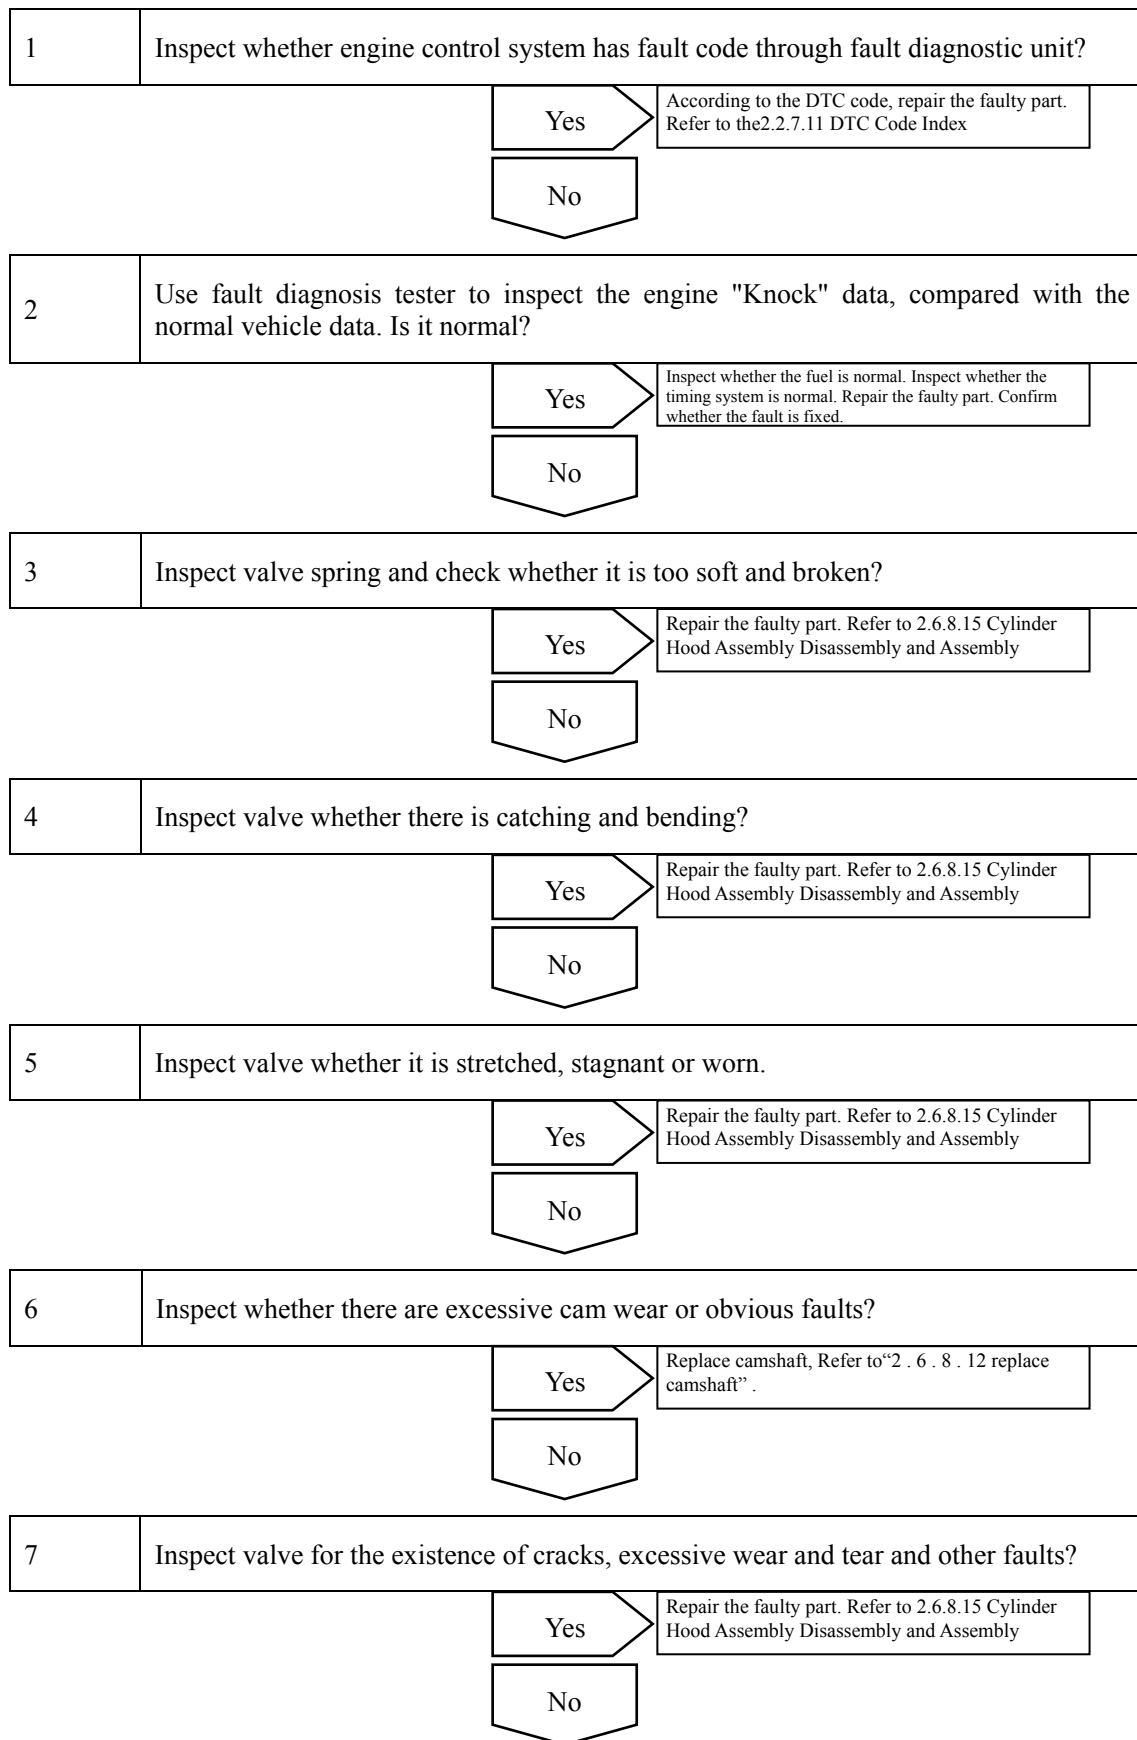 1
Inspect whether engine control system has fault code through fault diagnostic unit?
Yes
According to the DTC code, repair the faulty part.
Refer to the2.2.7.11 DTC Code Index
No
2
Use fault diagnosis tester to inspect the engine "Knock" data, compared with the
normal vehicle data. Is it normal?
Yes
Inspect whether the fuel is normal. Inspect whether the
timing system is normal. Repair the faulty part. Confirm
whether the fault is fixed.
No
3
Inspect valve spring and check whether it is too soft and broken?
Yes
Repair the faulty part. Refer to 2.6.8.15 Cylinder
Hood Assembly Disassembly and Assembly
No
4
Inspect valve whether there is catching and bending?
Yes
Repair the faulty part. Refer to 2.6.8.15 Cylinder
Hood Assembly Disassembly and Assembly
No
5
Inspect valve whether it is stretched, stagnant or worn.
Yes
Repair the faulty part. Refer to 2.6.8.15 Cylinder
Hood Assembly Disassembly and Assembly
No
6
Inspect whether there are excessive cam wear or obvious faults?
Yes
Replace camshaft, Refer to“2 . 6 . 8 . 12 replace
camshaft” .
No
7
Inspect valve for the existence of cracks, excessive wear and tear and other faults?
Yes
Repair the faulty part. Refer to 2.6.8.15 Cylinder
Hood Assembly Disassembly and Assembly
No